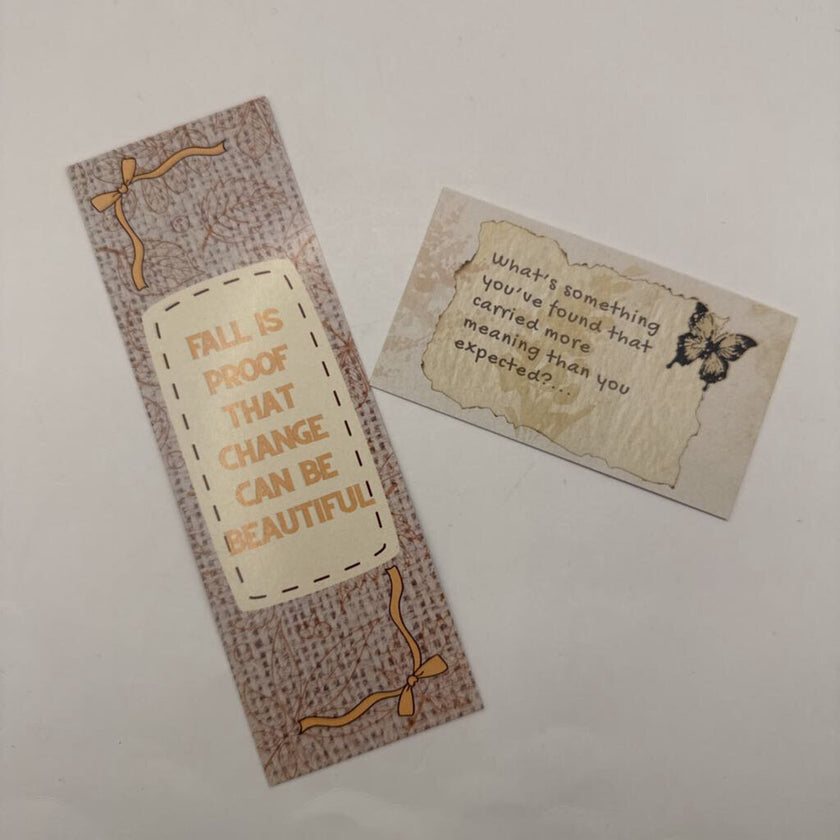 FALL IS
PROOF
THAT
CHANGE
CAN BE
BEAUTIFUL
What's something
you've found that
carried more
meaning than you
expected?...